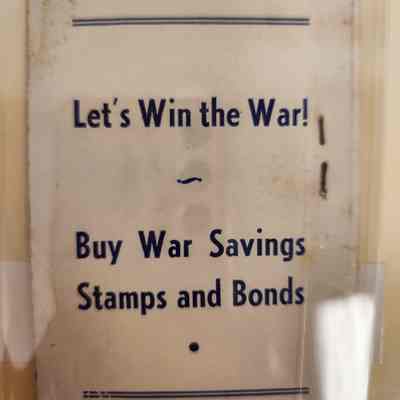 Let's Win the War!
Buy War Savings
Stamps and Bonds